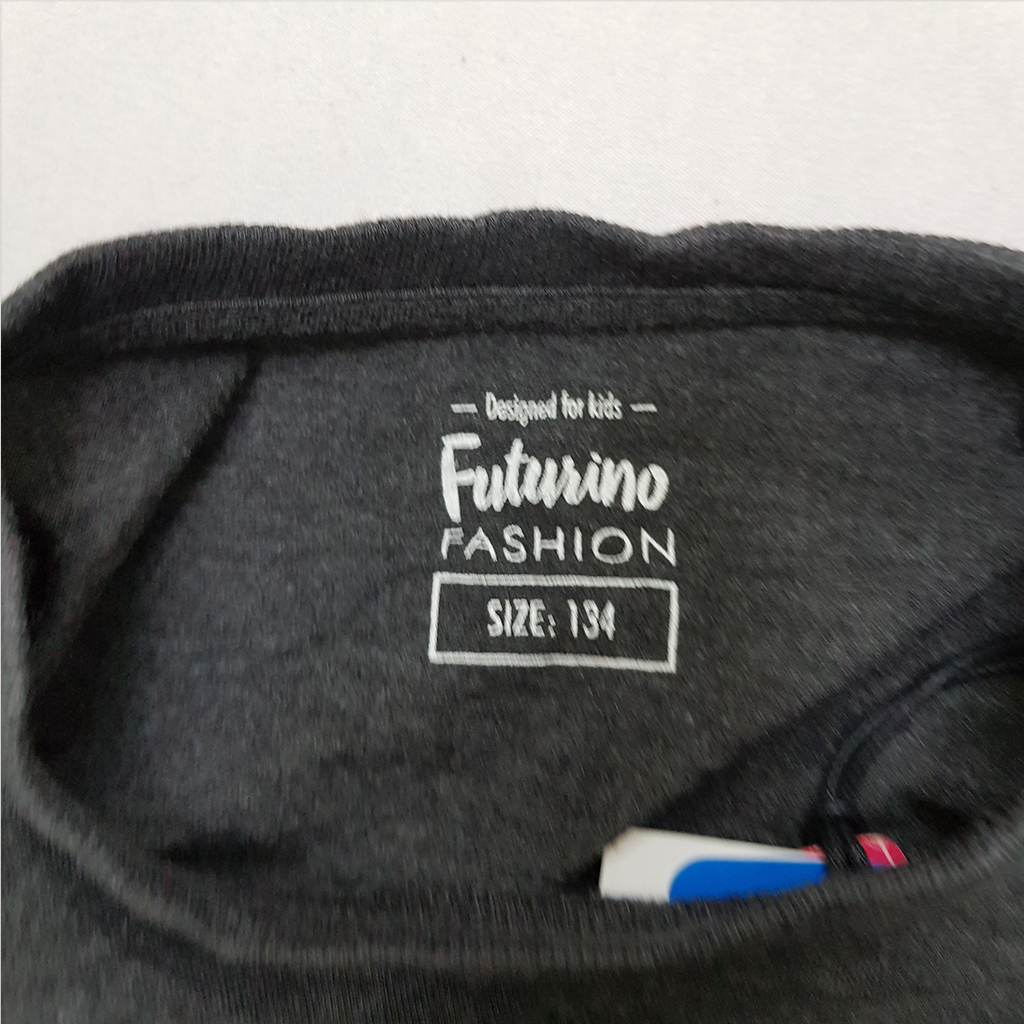 — Designed for kids —
Futurino
FASHION
SIZE: 134